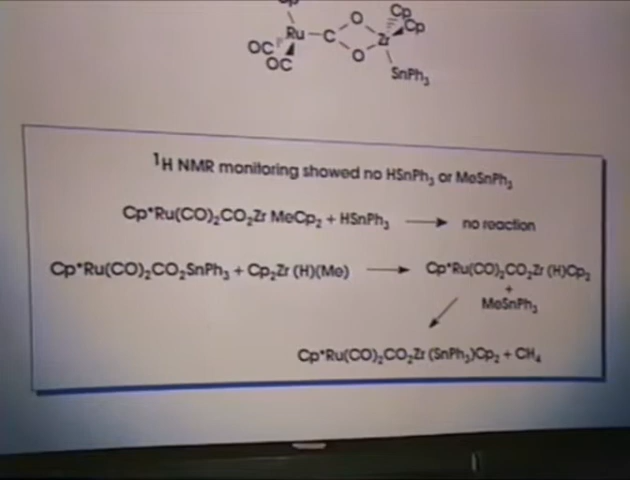 Cp
Cp
Cp
O
Ru
C
Zr
OC
O
OC
SnPh₃
¹H NMR monitoring showed no HSnPh₃ or MeSnPh₃
Cp*Ru(CO)₂CO₂Zr MeCp₂ + HSnPh₃ → no reaction
Cp*Ru(CO)₂CO₂SnPh₃ + Cp₂Zr (H)(Me) → Cp*Ru(CO)₂CO₂Zr (H)Cp₂
+
MeSnPh₃
Cp*Ru(CO)₂CO₂Zr (SnPh₃)Cp₂ + CH₄